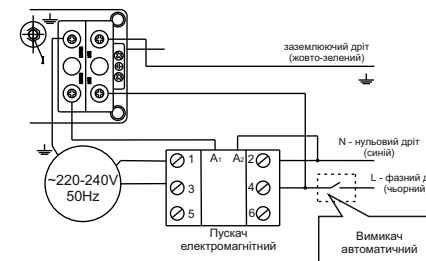 заземлюючий дріт
(жовто-зелений)
I
1
A1
A2
2
N - нульовий дріт
(синій)
~220-240V
50Hz
3
4
L - фазний д
(чорний
5
6
Пускач
електромагнітний
Вимикач
автоматичний